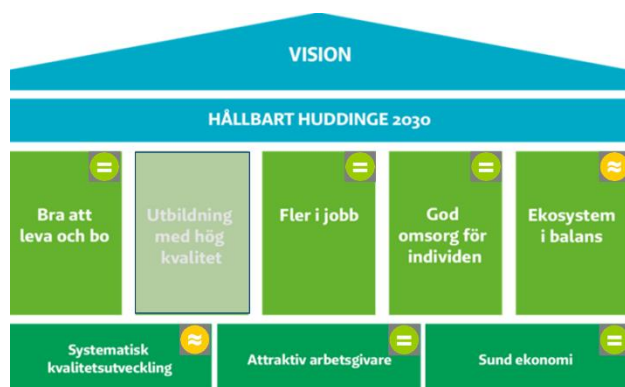 VISION
HÅLLBART HUDDINGE 2030
Bra att
leva och bo
Utbildning
med hög
kvalitet
Fler i jobb
God
omsorg för
individen
Ekosystem
i balans
Systematisk
kvalitetsutveckling
Attraktiv arbetsgivare
Sund ekonomi